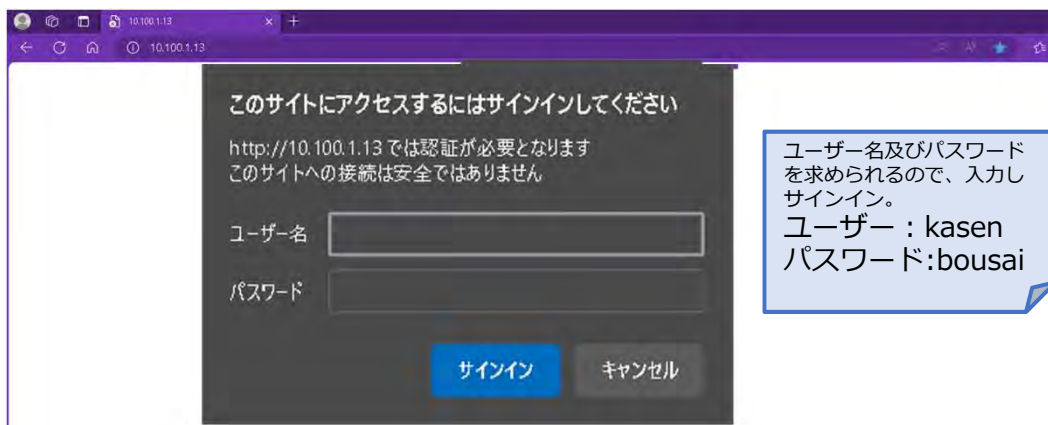 10.100.1.13
10.100.1.13
このサイトにアクセスするにはサインインしてください
http://10.100.1.13 では認証が必要となります
このサイトへの接続は安全ではありません
ユーザー名
パスワード
サインイン
キャンセル
ユーザー名及びパスワード
を求められるので、入力し
サインイン。
ユーザー：kasen
パスワード:bousai